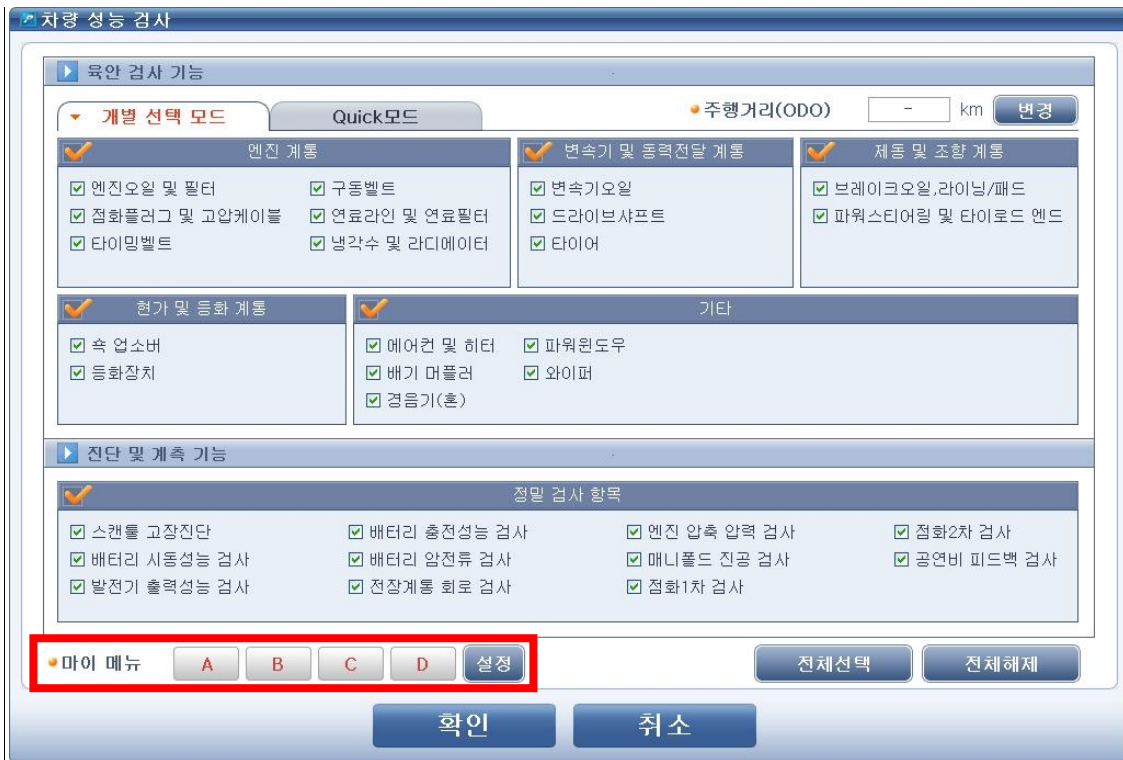 차량 성능 검사
육안 검사 기능
개별 선택 모드 Quick모드 주행거리(ODO) - km 변경
엔진 계통 변속기 및 동력전달 계통 제동 및 조향 계통
엔진오일 및 필터 구동벨트 변속기오일 브레이크오일,라이닝/패드
점화플러그 및 고압케이블 연료라인 및 연료필터 드라이브샤프트 파워스티어링 및 타이로드 엔드
타이밍벨트 냉각수 및 라디에이터 타이어
현가 및 등화 계통 기타
쇽 업소버 에어컨 및 히터 파워윈도우
등화장치 배기 머플러 와이퍼
경음기(혼)
진단 및 계측 기능
정밀 검사 항목
스캔툴 고장진단 배터리 충전성능 검사 엔진 압축 압력 검사 점화2차 검사
배터리 시동성능 검사 배터리 암전류 검사 매니폴드 진공 검사 공연비 피드백 검사
발전기 출력성능 검사 전장계통 회로 검사 점화1차 검사
마이 메뉴 A B C D 설정 전체선택 전체해제
확인 취소